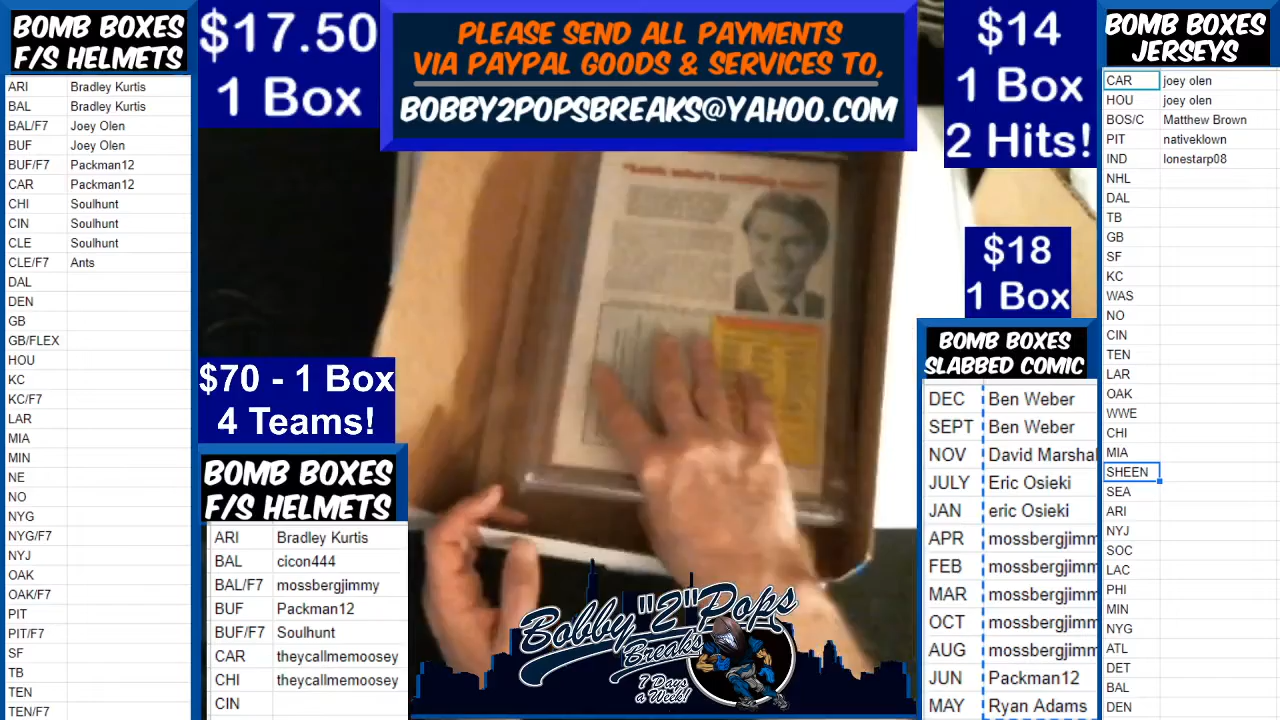 BOMB BOXES
F/S HELMETS
ARI Bradley Kurtis
BAL Bradley Kurtis
BAL/F7 Joey Olen
BUF Joey Olen
BUF/F7 Packman12
CAR Packman12
CHI Soulhunt
CIN Soulhunt
CLE Soulhunt
CLE/F7 Ants
DAL
DEN
GB
GB/FLEX
HOU
KC
KC/F7
LAR
MIA
MIN
NE
NO
NYG
NYG/F7
NYJ
OAK
OAK/F7
PIT
PIT/F7
SF
TB
TEN
TEN/F7
$17.50
1 Box
$70 - 1 Box
4 Teams!
BOMB BOXES
F/S HELMETS
ARI Bradley Kurtis
BAL cicon444
BAL/F7 mossbergjimmy
BUF Packman12
BUF/F7 Soulhunt
CAR theycallmemoosey
CHI theycallmemoosey
CIN
PLEASE SEND ALL PAYMENTS
VIA PAYPAL GOODS & SERVICES TO,
BOBBY2POPSBREAKS@YAHOO.COM
Bobby "2" Pops
Breaks
7 Days
a Week!
$14
1 Box
2 Hits!
$18
1 Box
BOMB BOXES
SLABBED COMIC
DEC Ben Weber
SEPT Ben Weber
NOV David Marshal
JULY Eric Osieki
JAN eric Osieki
APR mossbergjimm
FEB mossbergjimm
MAR mossbergjimm
OCT mossbergjimm
AUG mossbergjimm
JUN Packman12
MAY Ryan Adams
BOMB BOXES
JERSEYS
CAR joey olen
HOU joey olen
BOS/C Matthew Brown
PIT nativeklown
IND lonestarp08
NHL
DAL
TB
GB
SF
KC
WAS
NO
CIN
TEN
LAR
OAK
WWE
CHI
MIA
SHEEN
SEA
ARI
NYJ
SOC
LAC
PHI
MIN
NYG
ATL
DET
BAL
DEN